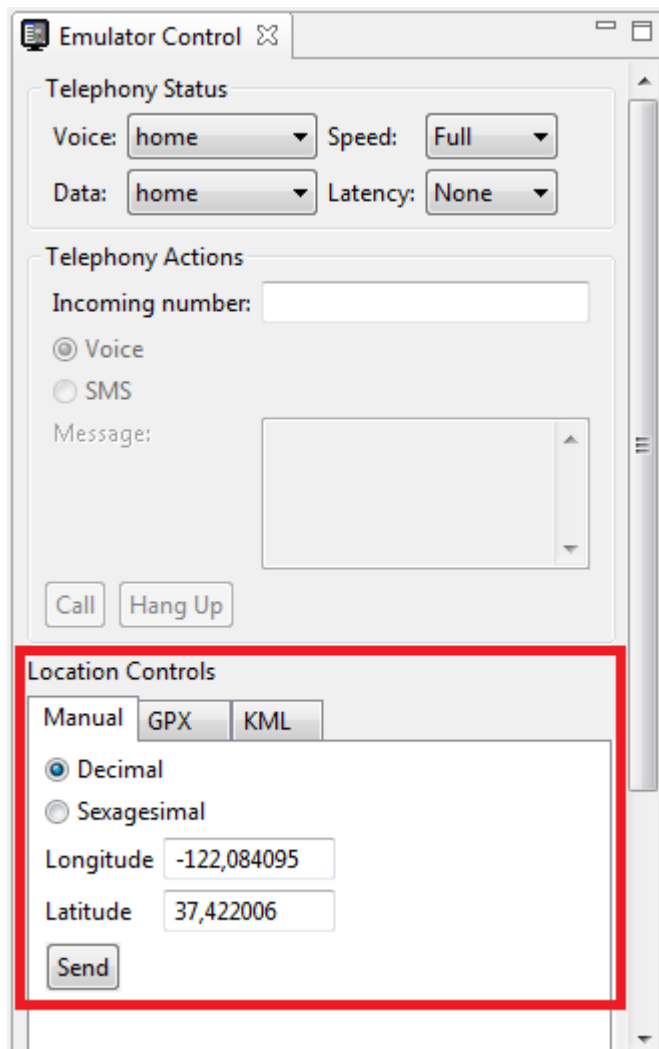 Emulator Control
Telephony Status
Voice: home Speed: Full
Data: home Latency: None
Telephony Actions
Incoming number:
Voice
SMS
Message:
Call Hang Up
Location Controls
Manual GPX KML
Decimal
Sexagesimal
Longitude -122,084095
Latitude 37,422006
Send